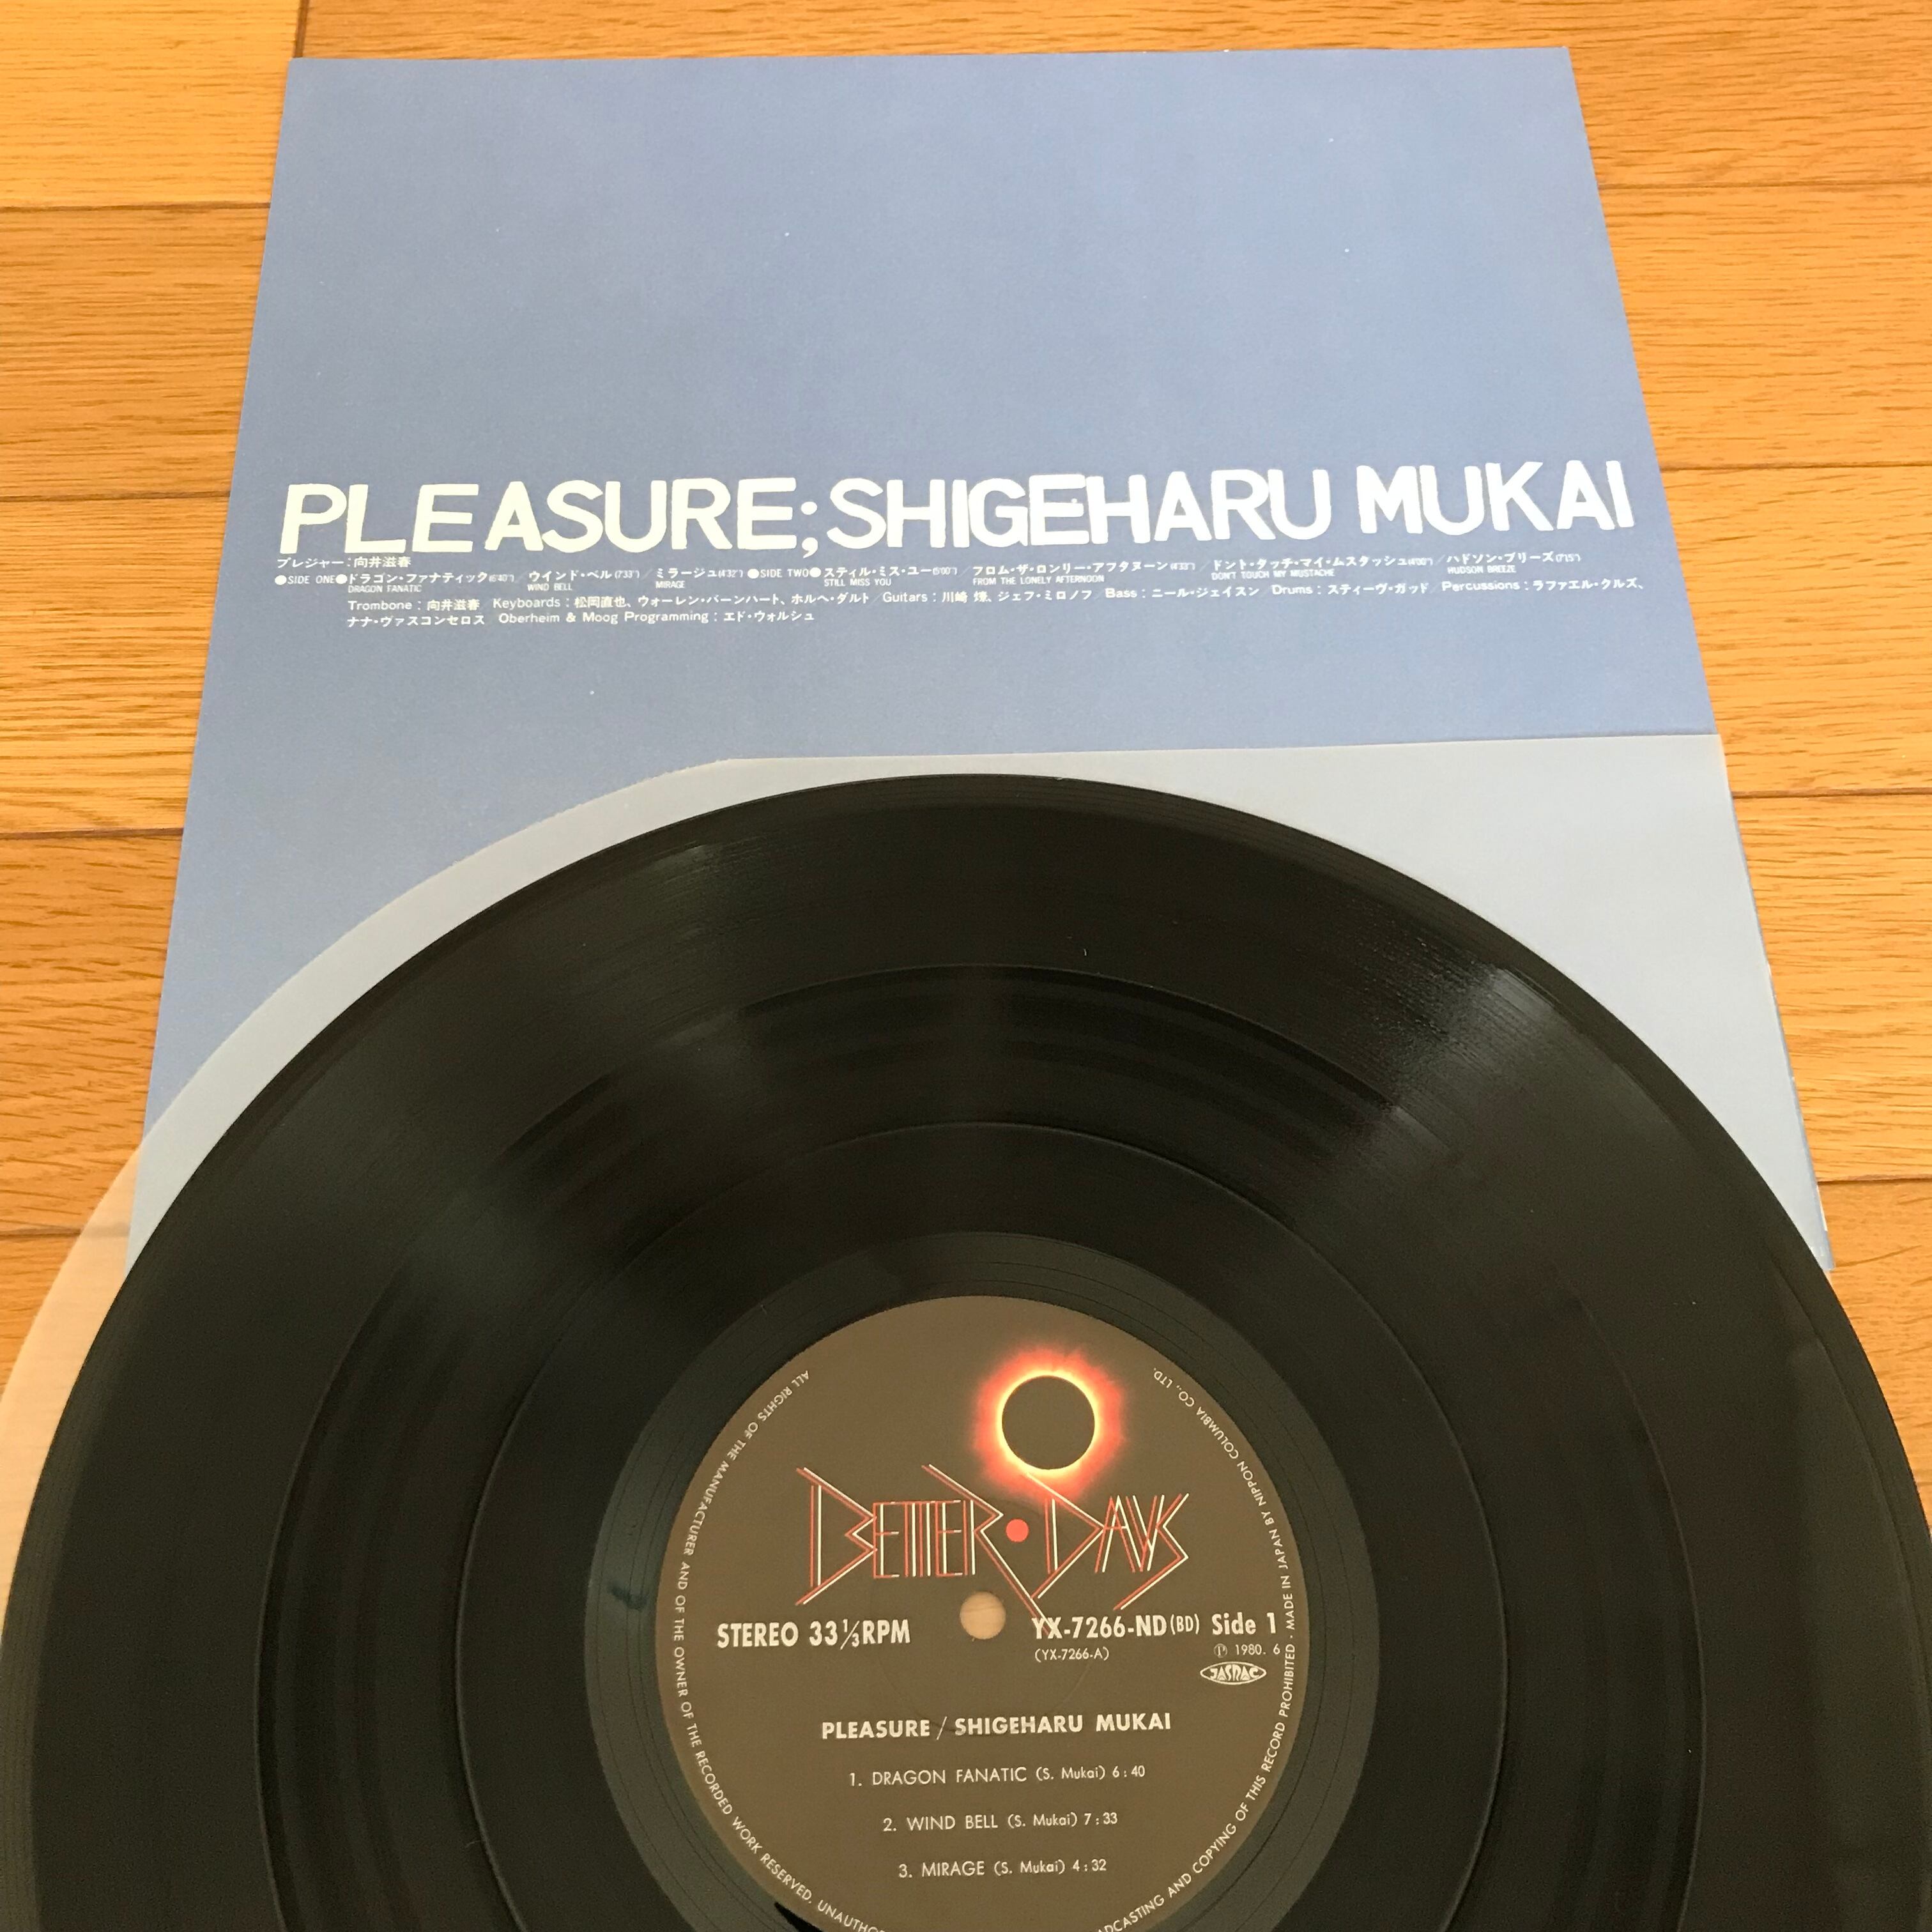 PLEASURE;SHIGEHARU MUKAI
プレジャー:向井滋春
●SIDE ONE●ドラゴン・ファナティック(6'40") ／ ウインド・ベル(7'33") ／ ミラージュ(4'32") ●SIDE TWO●スティル・ミス・ユー(5'00") ／ フロム・ザ・ロンリー・アフタヌーン(4'33") ／ ドント・タッチ・マイ・ムスタッシュ(4'00") ／ ハドソン・ブリーズ(7'15")
DRAGON FANATIC WIND BELL MIRAGE STILL MISS YOU FROM THE LONELY AFTERNOON DON'T TOUCH MY MUSTACHE HUDSON BREEZE
Trombone:向井滋春 Keyboards:松岡直也、ウォーレン・バーンハート、ホルヘ・ダルト／Guitars:川崎 燎、ジェフ・ミロノフ／Bass:ニール・ジェイスン／Drums:スティーヴ・ガッド／Percussions:ラファエル・クルズ、
ナナ・ヴァスコンセロス Oberheim & Moog Programming:エド・ウォルシュ
BETTER・DAYS
STEREO 33⅓RPM
YX-7266-ND(BD) Side 1
(YX-7266-A)
Ⓟ 1980. 6
JASRAC
PLEASURE / SHIGEHARU MUKAI
1. DRAGON FANATIC (S. Mukai) 6:40
2. WIND BELL (S. Mukai) 7:33
3. MIRAGE (S. Mukai) 4:32
ALL RIGHTS OF THE MANUFACTURER AND OF THE OWNER OF THE RECORDED WORK RESERVED. BROADCASTING AND COPYING OF THIS RECORD PROHIBITED・MADE IN JAPAN BY NIPPON COLUMBIA CO., LTD.